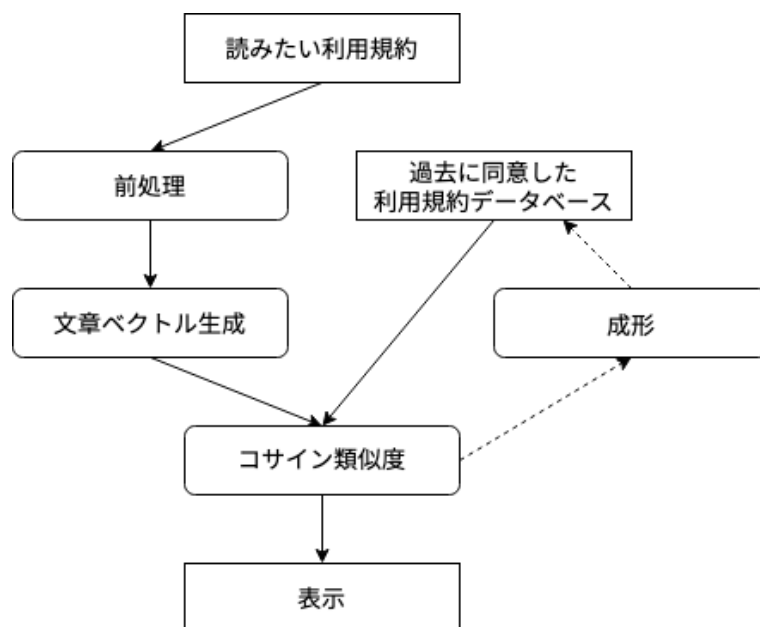 読みたい利用規約
前処理
過去に同意した
利用規約データベース
文章ベクトル生成
成形
コサイン類似度
表示